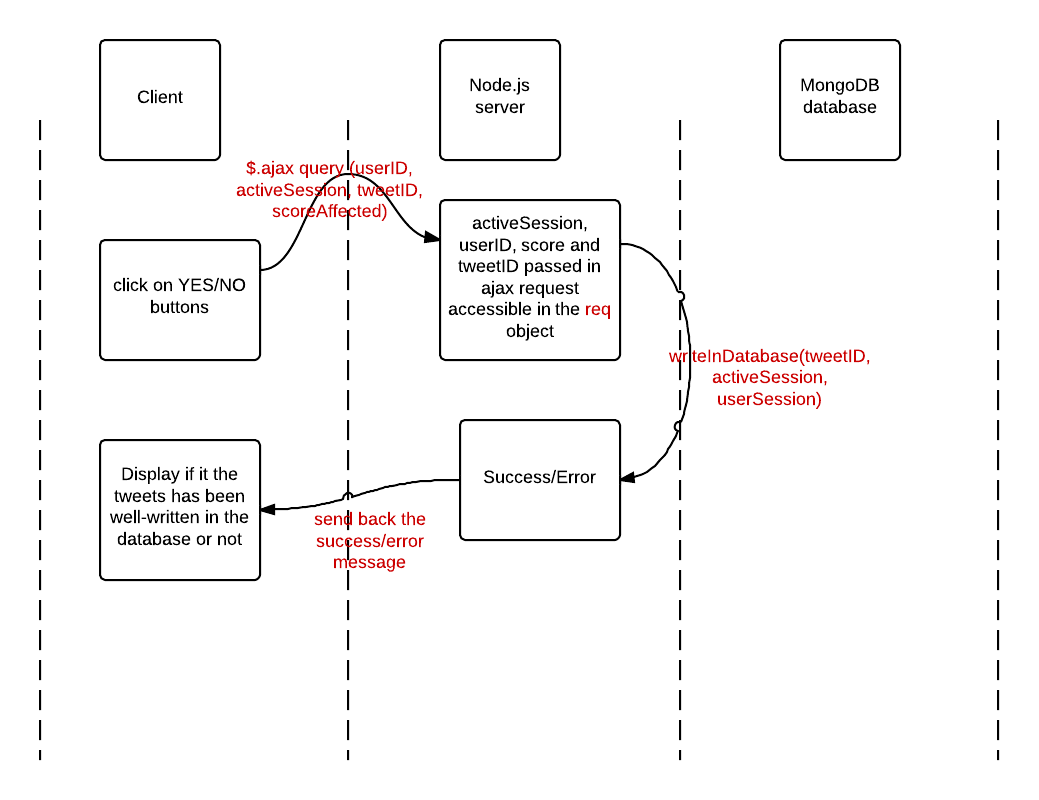 Client
Node.js
server
MongoDB
database
$.ajax query (userID,
activeSession, tweetID,
scoreAffected)
click on YES/NO
buttons
activeSession,
userID, score and
tweetID passed in
ajax request
accessible in the req
object
writeInDatabase(tweetID,
activeSession,
userSession)
Success/Error
send back the
success/error
message
Display if it the
tweets has been
well-written in the
database or not